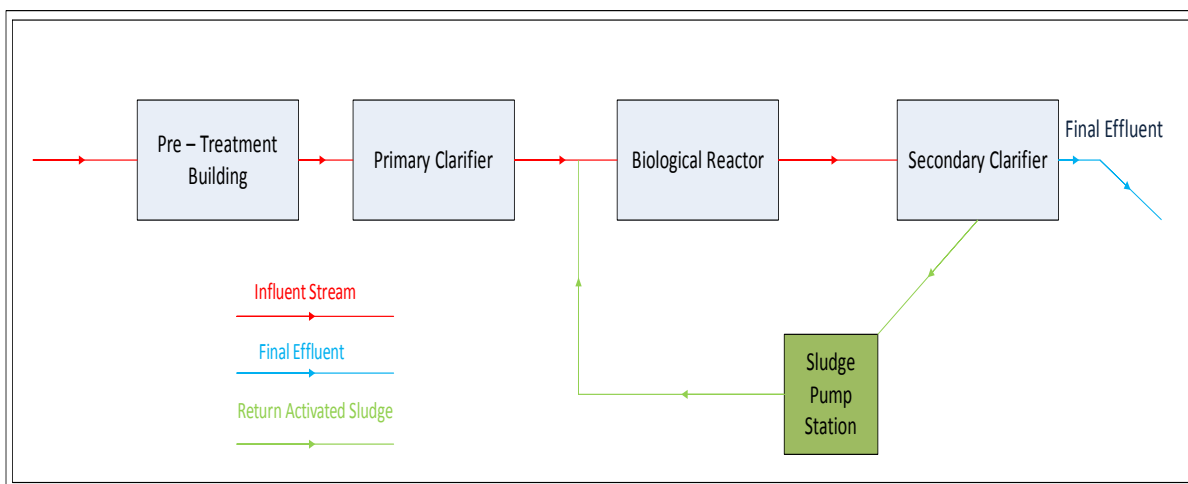 Pre – Treatment
Building
Primary Clarifier
Biological Reactor
Secondary Clarifier
Final Effluent
Influent Stream
Final Effluent
Return Activated Sludge
Sludge
Pump
Station